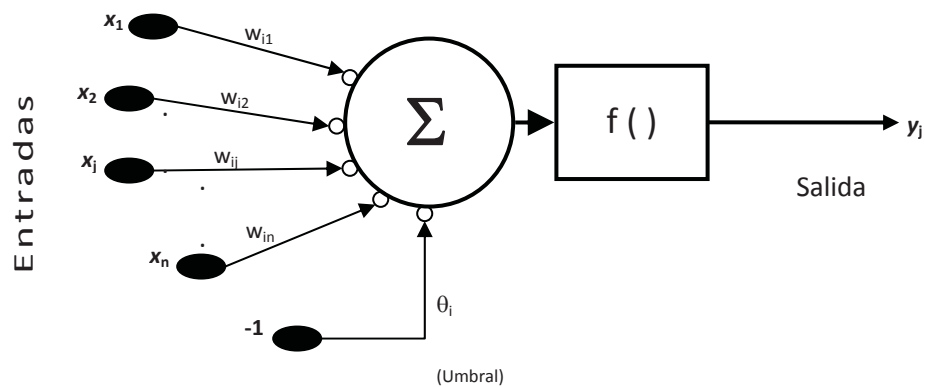 Entradas
x₁
wᵢ₁
x₂
wᵢ₂
xⱼ
wᵢⱼ
xₙ
wᵢₙ
-1
θᵢ
(Umbral)
Σ
f ( )
yⱼ
Salida